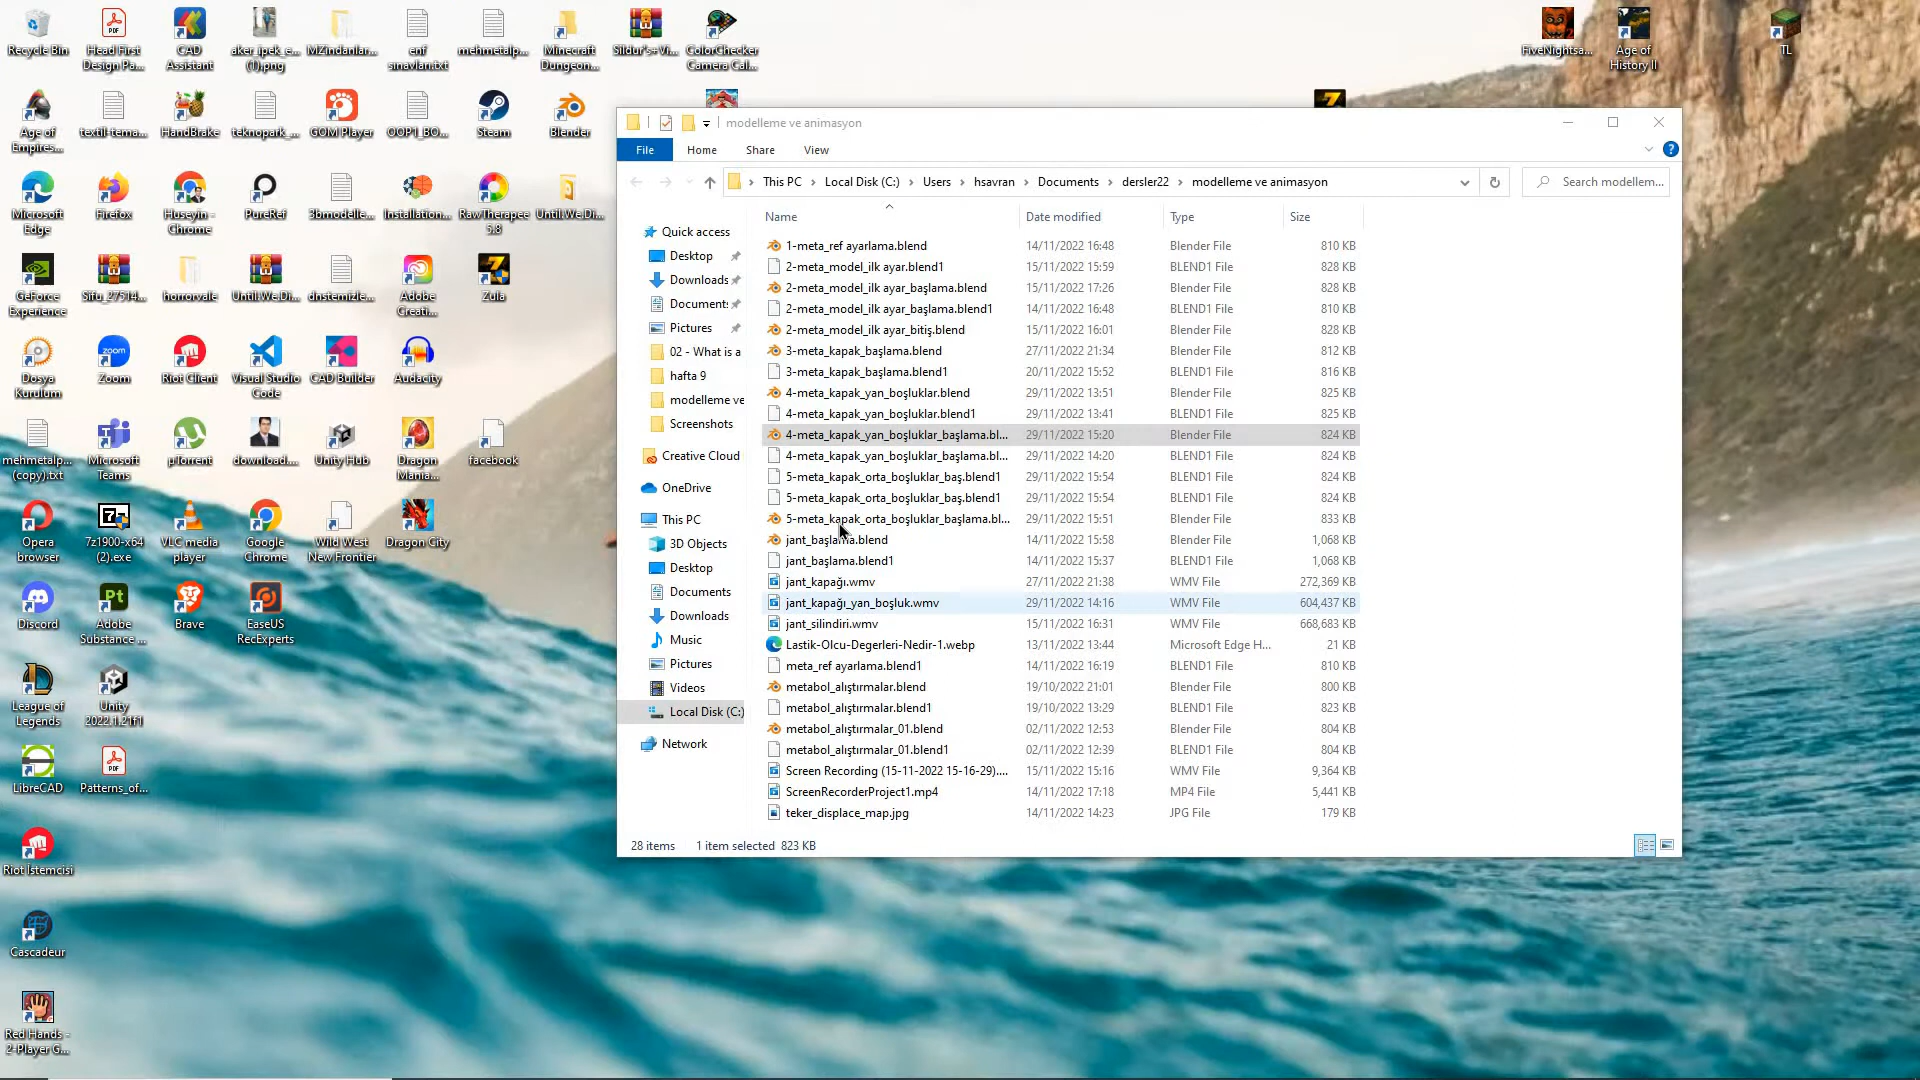 Recycle Bin
Head First Design Pa...
CAD Assistant
aker_ipek_e... (1).png
MZindanlar...
enf sınavları.txt
mehmetalp...
Minecraft Dungeon...
Sildur's+Vi...
ColorChecker Camera Cal...
FiveNightsa...
Age of History II
TL
Age of Empires...
textil-tema...
HandBrake
teknopark_...
GOM Player
OOP1_BO...
Steam
Blender
Microsoft Edge
Firefox
Huseyin - Chrome
PureRef
3bmodelle...
Installation...
RawTherapee 5.8
Until.We.Di...
GeForce Experience
Sifu_27514...
horrorvale
Until.We.Di...
dnstemizle...
Adobe Creati...
Zula
Dosya Kurulum
Zoom
Riot Client
Visual Studio Code
CAD Builder
Audacity
mehmetalp... (copy).txt
Microsoft Teams
µTorrent
download....
Unity Hub
Dragon Mania...
facebook
Opera browser
7z1900-x64 (2).exe
VLC media player
Google Chrome
Wild West New Frontier
Dragon City
Discord
Adobe Substance ...
Brave
EaseUS RecExperts
League of Legends
Unity 2022.1.21f1
LibreCAD
Patterns_of...
Riot İstemcisi
Cascadeur
Red Hands - 2-Player G...
modelleme ve animasyon
File Home Share View
This PC Local Disk (C:) Users hsavran Documents dersler22 modelleme ve animasyon
Search modellem...
Quick access
Desktop
Downloads
Documents
Pictures
02 - What is a
hafta 9
modelleme ve
Screenshots
Creative Cloud
OneDrive
This PC
3D Objects
Desktop
Documents
Downloads
Music
Pictures
Videos
Local Disk (C:)
Network
Name Date modified Type Size
1-meta_ref ayarlama.blend 14/11/2022 16:48 Blender File 810 KB
2-meta_model_ilk ayar.blend1 15/11/2022 15:59 BLEND1 File 828 KB
2-meta_model_ilk ayar_başlama.blend 15/11/2022 17:26 Blender File 828 KB
2-meta_model_ilk ayar_başlama.blend1 14/11/2022 16:48 BLEND1 File 810 KB
2-meta_model_ilk ayar_bitiş.blend 15/11/2022 16:01 Blender File 828 KB
3-meta_kapak_başlama.blend 27/11/2022 21:34 Blender File 812 KB
3-meta_kapak_başlama.blend1 20/11/2022 15:52 BLEND1 File 816 KB
4-meta_kapak_yan_boşluklar.blend 29/11/2022 13:51 Blender File 825 KB
4-meta_kapak_yan_boşluklar.blend1 29/11/2022 13:41 BLEND1 File 825 KB
4-meta_kapak_yan_boşluklar_başlama.bl... 29/11/2022 15:20 Blender File 824 KB
4-meta_kapak_yan_boşluklar_başlama.bl... 29/11/2022 14:20 BLEND1 File 824 KB
5-meta_kapak_orta_boşluklar_baş.blend1 29/11/2022 15:54 BLEND1 File 824 KB
5-meta_kapak_orta_boşluklar_baş.blend1 29/11/2022 15:54 BLEND1 File 824 KB
5-meta_kapak_orta_boşluklar_başlama.bl... 29/11/2022 15:51 Blender File 833 KB
jant_başlama.blend 14/11/2022 15:58 Blender File 1,068 KB
jant_başlama.blend1 14/11/2022 15:37 BLEND1 File 1,068 KB
jant_kapağı.wmv 27/11/2022 21:38 WMV File 272,369 KB
jant_kapağı_yan_boşluk.wmv 29/11/2022 14:16 WMV File 604,437 KB
jant_silindiri.wmv 15/11/2022 16:31 WMV File 668,683 KB
Lastik-Olcu-Degerleri-Nedir-1.webp 13/11/2022 13:44 Microsoft Edge H... 21 KB
meta_ref ayarlama.blend1 14/11/2022 16:19 BLEND1 File 810 KB
metabol_alıştırmalar.blend 19/10/2022 21:01 Blender File 800 KB
metabol_alıştırmalar.blend1 19/10/2022 13:29 BLEND1 File 823 KB
metabol_alıştırmalar_01.blend 02/11/2022 12:53 Blender File 804 KB
metabol_alıştırmalar_01.blend1 02/11/2022 12:39 BLEND1 File 804 KB
Screen Recording (15-11-2022 15-16-29).... 15/11/2022 15:16 WMV File 9,364 KB
ScreenRecorderProject1.mp4 14/11/2022 17:18 MP4 File 5,441 KB
teker_displace_map.jpg 14/11/2022 14:23 JPG File 179 KB
28 items 1 item selected 823 KB